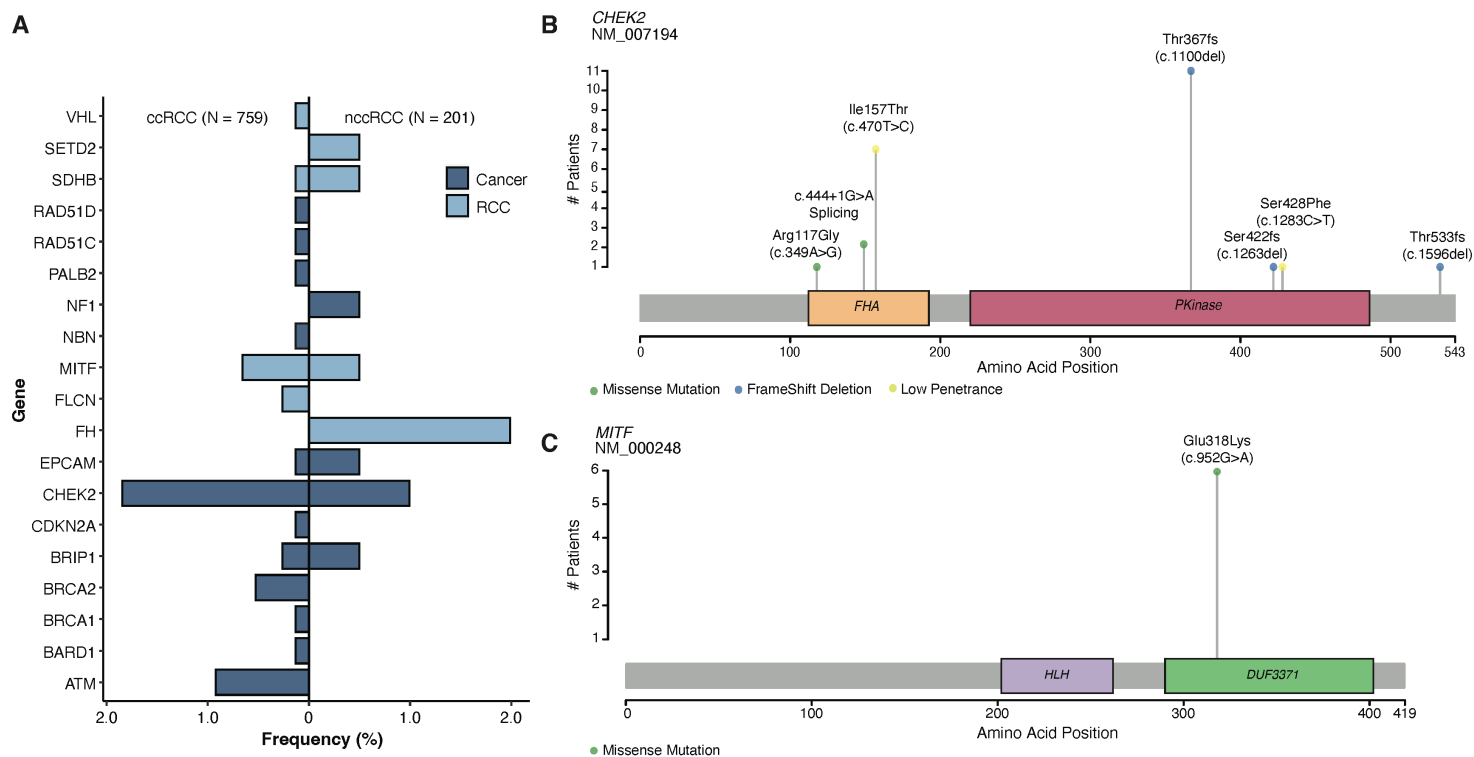 A
ccRCC (N = 759)
nccRCC (N = 201)
Cancer
RCC
Gene
VHL
SETD2
SDHB
RAD51D
RAD51C
PALB2
NF1
NBN
MITF
FLCN
FH
EPCAM
CHEK2
CDKN2A
BRIP1
BRCA2
BRCA1
BARD1
ATM
2.0 1.0 0 1.0 2.0
Frequency (%)
B
CHEK2
NM_007194
# Patients
11
10
9
8
7
6
5
4
3
2
1
Thr367fs
(c.1100del)
Ile157Thr
(c.470T>C)
c.444+1G>A
Splicing
Arg117Gly
(c.349A>G)
Ser428Phe
(c.1283C>T)
Ser422fs
(c.1263del)
Thr533fs
(c.1596del)
FHA
PKinase
0 100 200 300 400 500 543
Amino Acid Position
Missense Mutation FrameShift Deletion Low Penetrance
C
MITF
NM_000248
# Patients
6
5
4
3
2
1
Glu318Lys
(c.952G>A)
HLH
DUF3371
0 100 200 300 400 419
Amino Acid Position
Missense Mutation